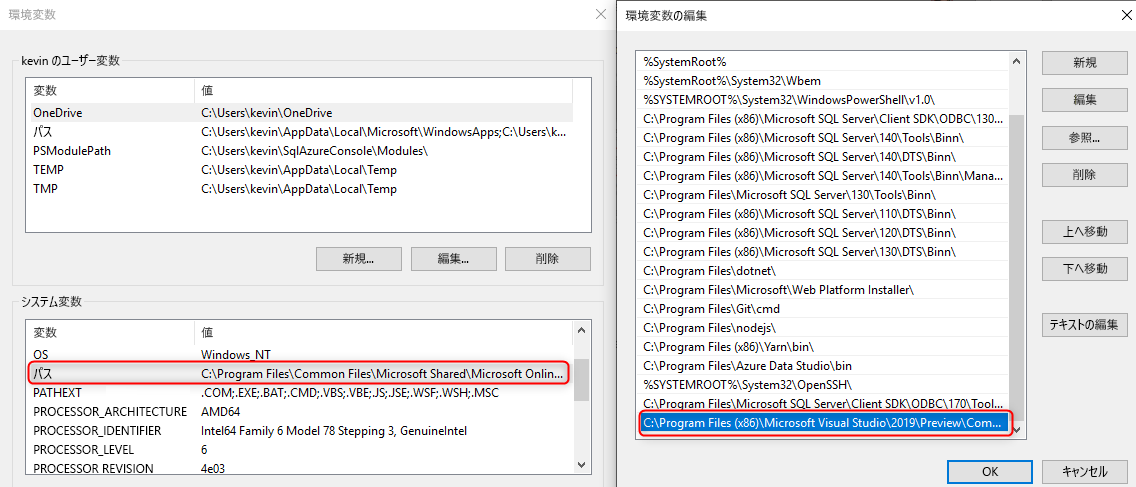 環境変数
kevin のユーザー変数
変数 値
OneDrive C:\Users\kevin\OneDrive
パス C:\Users\kevin\AppData\Local\Microsoft\WindowsApps;C:\Users\k...
PSModulePath C:\Users\kevin\SqlAzureConsole\Modules\
TEMP C:\Users\kevin\AppData\Local\Temp
TMP C:\Users\kevin\AppData\Local\Temp
新規... 編集... 削除
システム変数
変数 値
OS Windows_NT
パス C:\Program Files\Common Files\Microsoft Shared\Microsoft Onlin...
PATHEXT .COM;.EXE;.BAT;.CMD;.VBS;.VBE;JS;JSE;.WSF;.WSH;.MSC
PROCESSOR_ARCHITECTURE AMD64
PROCESSOR_IDENTIFIER Intel64 Family 6 Model 78 Stepping 3, GenuineIntel
PROCESSOR_LEVEL 6
PROCESSOR REVISION 4e03
環境変数の編集
%SystemRoot%
%SystemRoot%\System32\Wbem
%SYSTEMROOT%\System32\WindowsPowerShell\v1.0\
C:\Program Files (x86)\Microsoft SQL Server\Client SDK\ODBC\130...
C:\Program Files (x86)\Microsoft SQL Server\140\Tools\Binn\
C:\Program Files (x86)\Microsoft SQL Server\140\DTS\Binn\
C:\Program Files (x86)\Microsoft SQL Server\140\Tools\Binn\Mana...
C:\Program Files\Microsoft SQL Server\130\Tools\Binn\
C:\Program Files (x86)\Microsoft SQL Server\110\DTS\Binn\
C:\Program Files (x86)\Microsoft SQL Server\120\DTS\Binn\
C:\Program Files (x86)\Microsoft SQL Server\130\DTS\Binn\
C:\Program Files\dotnet\
C:\Program Files\Microsoft\Web Platform Installer\
C:\Program Files\Git\cmd
C:\Program Files\nodejs\
C:\Program Files (x86)\Yarn\bin\
C:\Program Files\Azure Data Studio\bin
%SYSTEMROOT%\System32\OpenSSH\
C:\Program Files\Microsoft SQL Server\Client SDK\ODBC\170\Tool...
C:\Program Files (x86)\Microsoft Visual Studio\2019\Preview\Com...
新規
編集
参照...
削除
上へ移動
下へ移動
テキストの編集
OK キャンセル